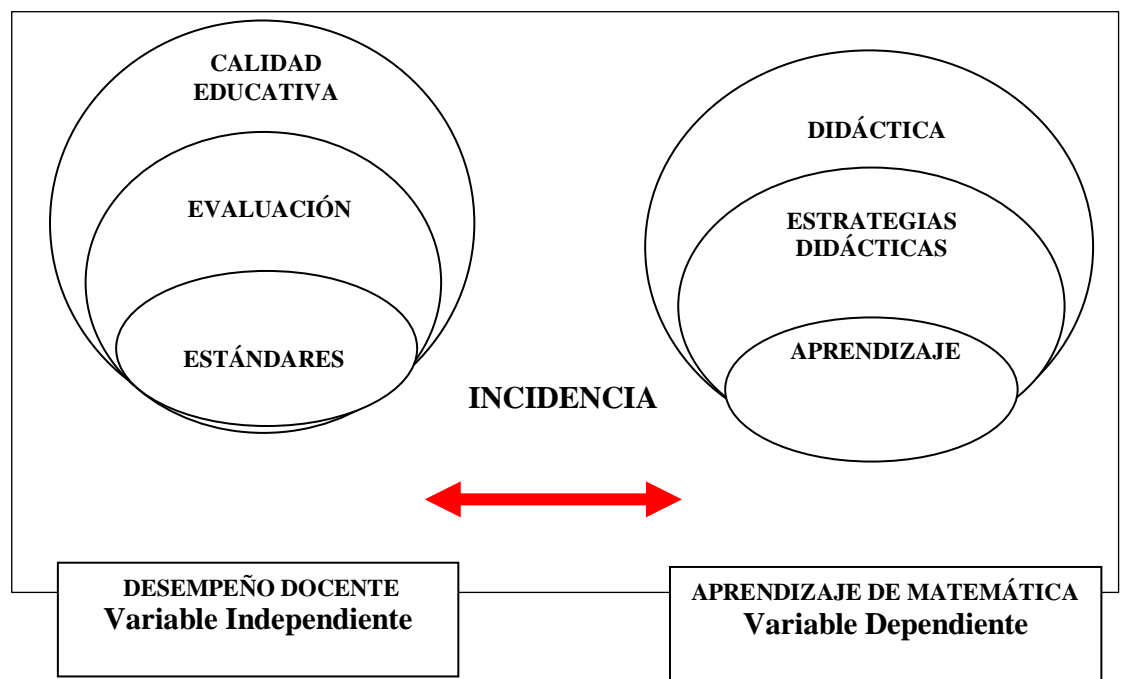 CALIDAD
EDUCATIVA
EVALUACIÓN
ESTÁNDARES
DIDÁCTICA
ESTRATEGIAS
DIDÁCTICAS
APRENDIZAJE
INCIDENCIA
DESEMPEÑO DOCENTE
Variable Independiente
APRENDIZAJE DE MATEMÁTICA
Variable Dependiente